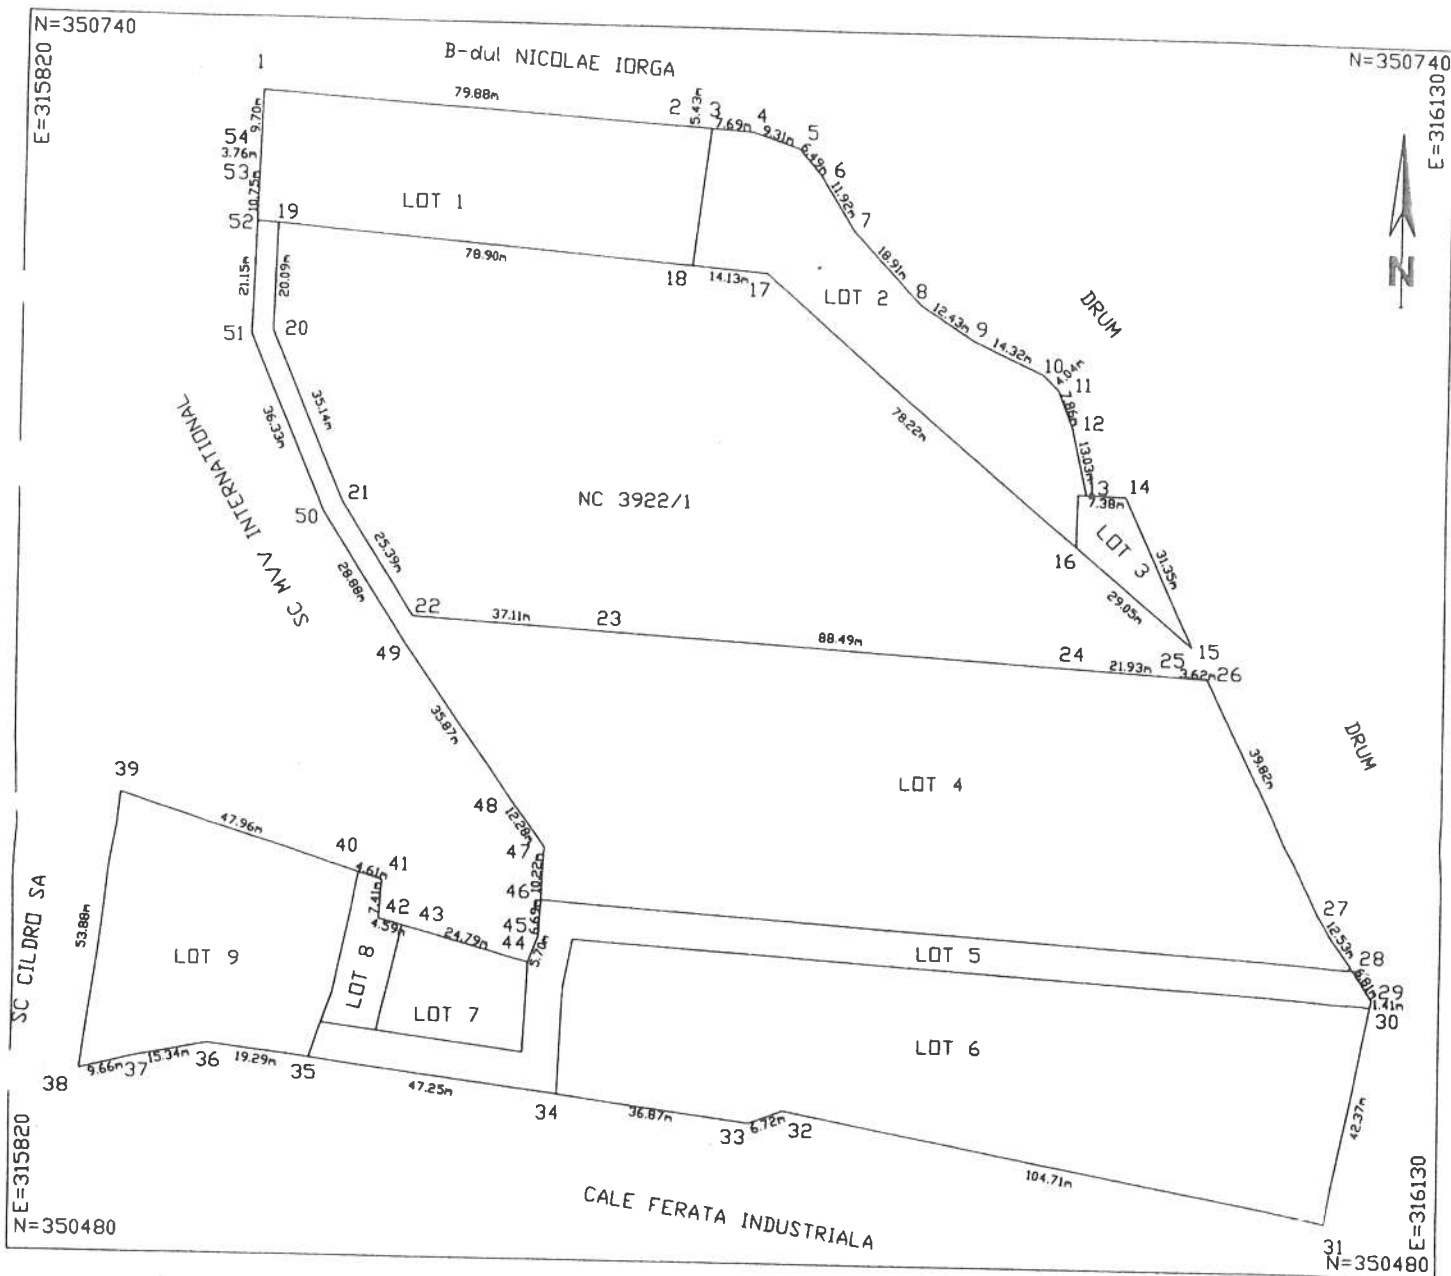 N=350740
E=315820
N=350740
E=316130
B-dul NICOLAE IORGA
1
79.88m
2
5.43m
3
7.69m
4
9.31m
5
6.49m
6
11.92m
7
18.91m
8
12.43m
9
14.32m
10
4.04m
11
7.86m
12
13.03m
13
7.38m
14
9.70m
54
3.76m
53
10.75m
52
19
LOT 1
78.90m
18
14.13m
17
LOT 2
DRUM
N
21.15m
20.09m
51
20
36.33m
35.14m
SC MVV INTERNATIONAL
78.22m
NC 3922/1
21
50
25.39m
28.88m
16
LOT 3
31.35m
29.05m
15
22
37.11m
23
88.49m
24
21.93m
25
3.62m
26
49
35.87m
39.82m
DRUM
LOT 4
39
47.96m
40
4.61m
41
7.41m
42
4.59m
43
24.79m
44
5.70m
45
6.69m
46
10.22m
47
12.28m
48
27
12.53m
28
6.81m
29
1.41m
30
SC CILDRO SA
53.88m
LOT 9
LOT 8
LOT 7
LOT 5
LOT 6
38
9.66m
37
15.34m
36
19.29m
35
47.25m
34
36.87m
33
6.72m
32
104.71m
42.37m
31
CALE FERATA INDUSTRIALA
E=315820
N=350480
E=316130
N=350480